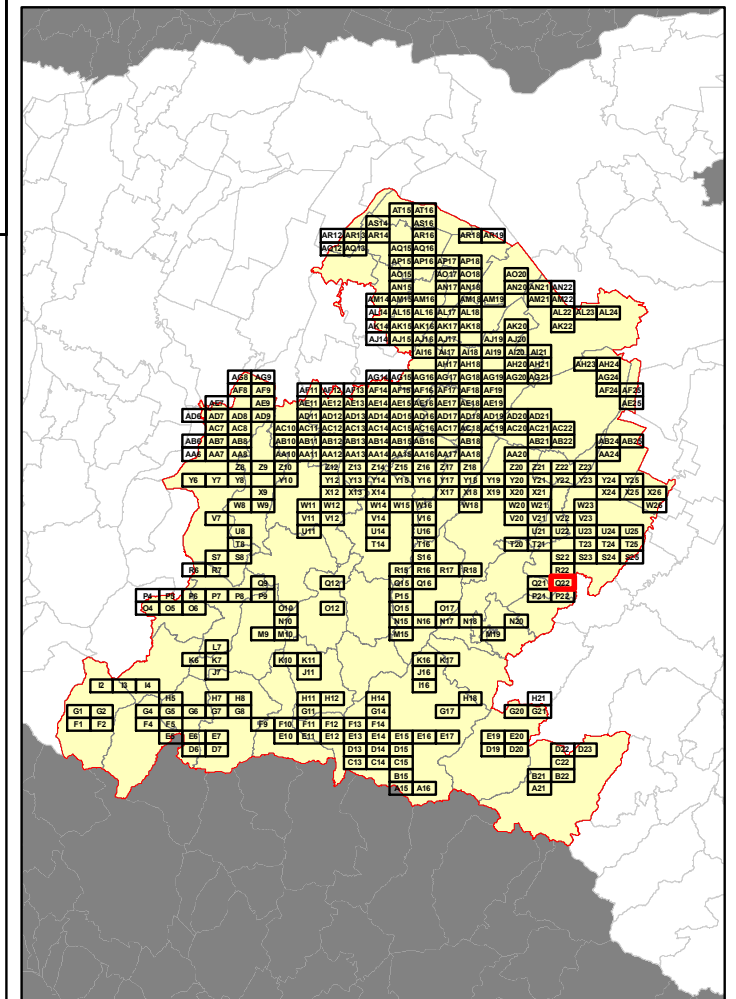 AT15 AT16
AS14 AS16
AR12 AR13 AR14 AR16 AR18 AR19
AQ12 AQ13 AQ15 AQ16
AP15 AP16 AP17 AP18
AO15 AO17 AO18 AO20
AN15 AN17 AN18 AN20 AN21 AN22
AM14 AM15 AM16 AM18 AM19 AM21 AM22
AL14 AL15 AL16 AL17 AL18 AL22 AL23 AL24
AK14 AK15 AK16 AK17 AK18 AK20 AK22
AJ14 AJ15 AJ16 AJ17 AJ19 AJ20
AI16 AI17 AI18 AI19 AI20 AI21
AH17 AH18 AH20 AH21 AH23 AH24
AG8 AG9 AG14 AG15 AG16 AG17 AG18 AG19 AG20 AG21 AG24
AF8 AF9 AF11 AF12 AF13 AF14 AF15 AF16 AF17 AF18 AF19 AF24 AF25
AE7 AE9 AE11 AE12 AE13 AE14 AE15 AE16 AE17 AE18 AE19 AE25
AD6 AD7 AD8 AD9 AD11 AD12 AD13 AD14 AD15 AD16 AD17 AD18 AD19 AD20 AD21
AC7 AC8 AC10 AC11 AC12 AC13 AC14 AC15 AC16 AC17 AC18 AC19 AC20 AC21 AC22
AB6 AB7 AB8 AB10 AB11 AB12 AB13 AB14 AB15 AB16 AB18 AB21 AB22 AB24 AB25
AA6 AA7 AA8 AA10 AA11 AA12 AA13 AA14 AA15 AA16 AA17 AA18 AA20 AA24
Z8 Z9 Z10 Z12 Z13 Z14 Z15 Z16 Z17 Z18 Z20 Z21 Z22 Z23
Y6 Y7 Y8 Y10 Y12 Y13 Y14 Y15 Y16 Y17 Y18 Y19 Y20 Y21 Y22 Y23 Y24 Y25
X9 X12 X13 X14 X17 X18 X19 X20 X21 X24 X25 X26
W8 W9 W11 W12 W14 W15 W16 W18 W20 W21 W23 W26
V7 V11 V12 V14 V16 V20 V21 V22 V23
U8 U11 U14 U16 U21 U22 U23 U24 U25
T8 T14 T16 T20 T21 T23 T24 T25
S7 S8 S16 S22 S23 S24 S25
R6 R7 R15 R16 R17 R18 R22
Q9 Q12 Q15 Q16 Q21 Q22
P4 P5 P6 P7 P8 P9 P15 P21 P22
O4 O5 O6 O10 O12 O15 O17
N10 N15 N16 N17 N18 N20
M9 M10 M15 M19
L7
K6 K7 K10 K11 K16 K17
J7 J11 J16
I2 I3 I4 I16
H5 H7 H8 H11 H12 H14 H18 H21
G1 G2 G4 G5 G6 G7 G8 G11 G14 G17 G20 G21
F1 F2 F4 F5 F9 F10 F11 F12 F13 F14
E5 E6 E7 E10 E11 E12 E13 E14 E15 E16 E17 E19 E20
D6 D7 D13 D14 D15 D19 D20 D22 D23
C13 C14 C15 C22
B15 B21 B22
A15 A16 A21